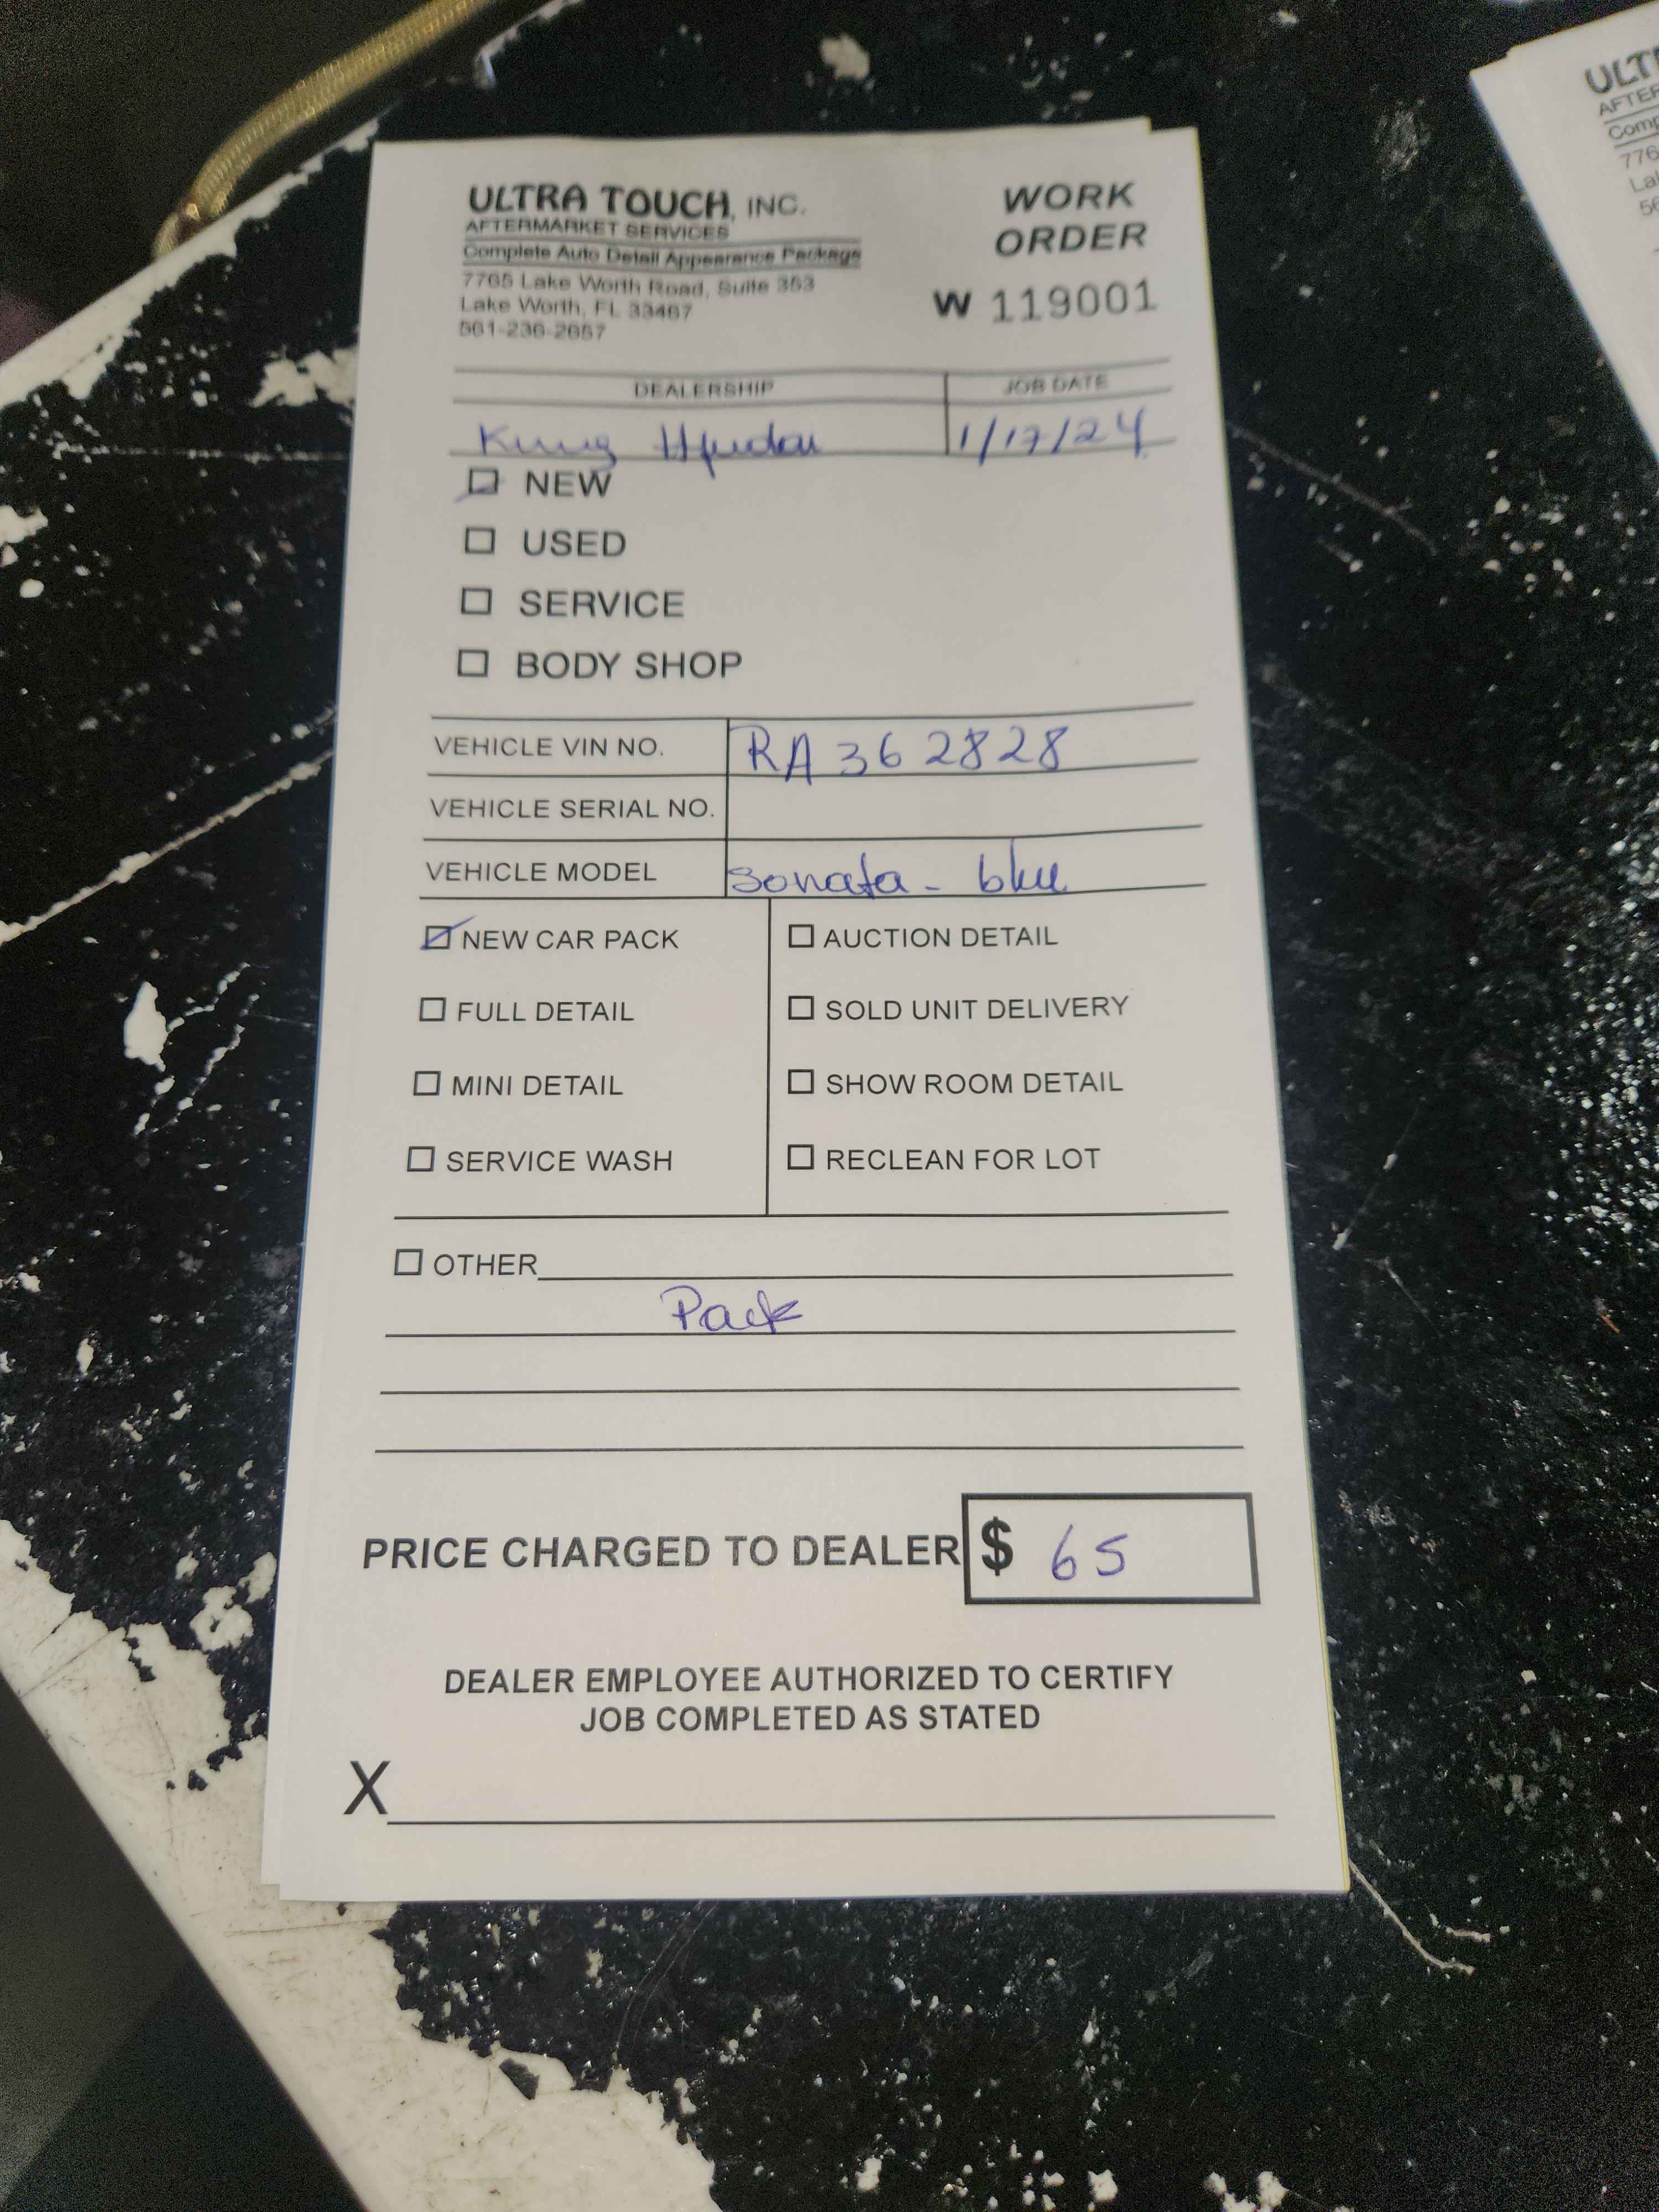 ULTRA TOUCH, INC.
AFTERMARKET SERVICES
Complete Auto Detail Appearance Package
7765 Lake Worth Road, Suite 353
Lake Worth, FL 33467
561-236-2657
WORK
ORDER
W 119001
DEALERSHIP JOB DATE
King 1/17/24
NEW
USED
SERVICE
BODY SHOP
VEHICLE VIN NO. RA362828
VEHICLE SERIAL NO.
VEHICLE MODEL sonata - blue
NEW CAR PACK
FULL DETAIL
MINI DETAIL
SERVICE WASH
AUCTION DETAIL
SOLD UNIT DELIVERY
SHOW ROOM DETAIL
RECLEAN FOR LOT
OTHER
Pack
PRICE CHARGED TO DEALER $ 65
DEALER EMPLOYEE AUTHORIZED TO CERTIFY
JOB COMPLETED AS STATED
X